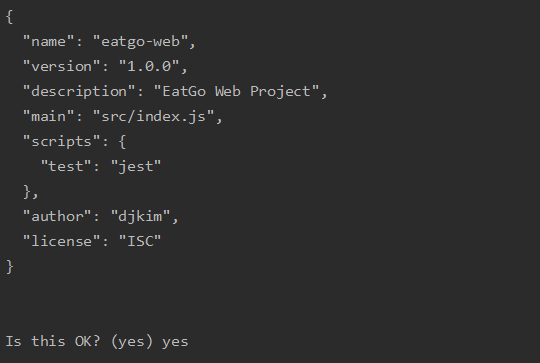 {
  "name": "eatgo-web",
  "version": "1.0.0",
  "description": "EatGo Web Project",
  "main": "src/index.js",
  "scripts": {
    "test": "jest"
  },
  "author": "djkim",
  "license": "ISC"
}
Is this OK? (yes) yes